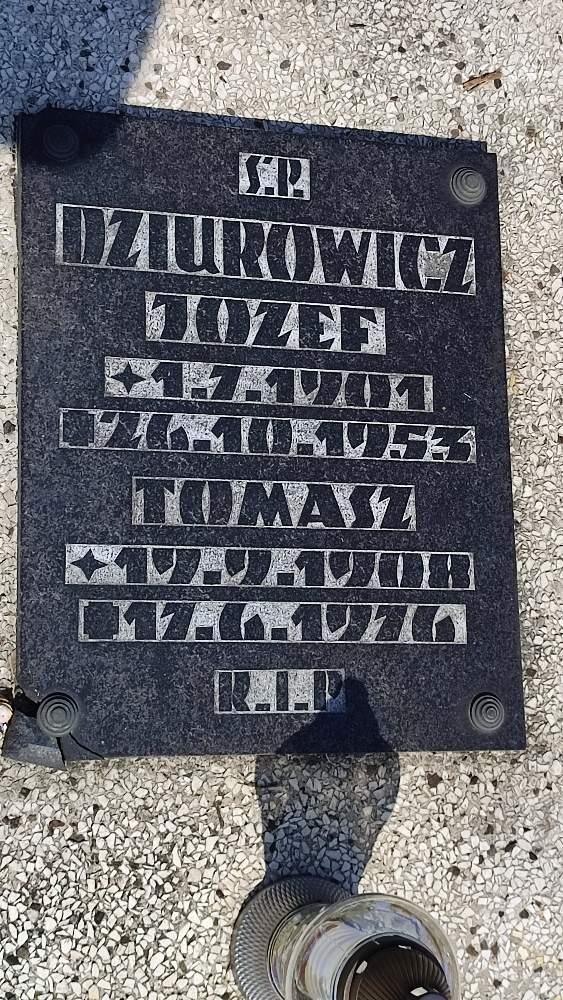 S.P.
DZIUROWICZ
JOZEF
✦1.7.1901
✝26.10.1953
TOMASZ
✦19.9.1908
✝17.6.1976
R.I.P